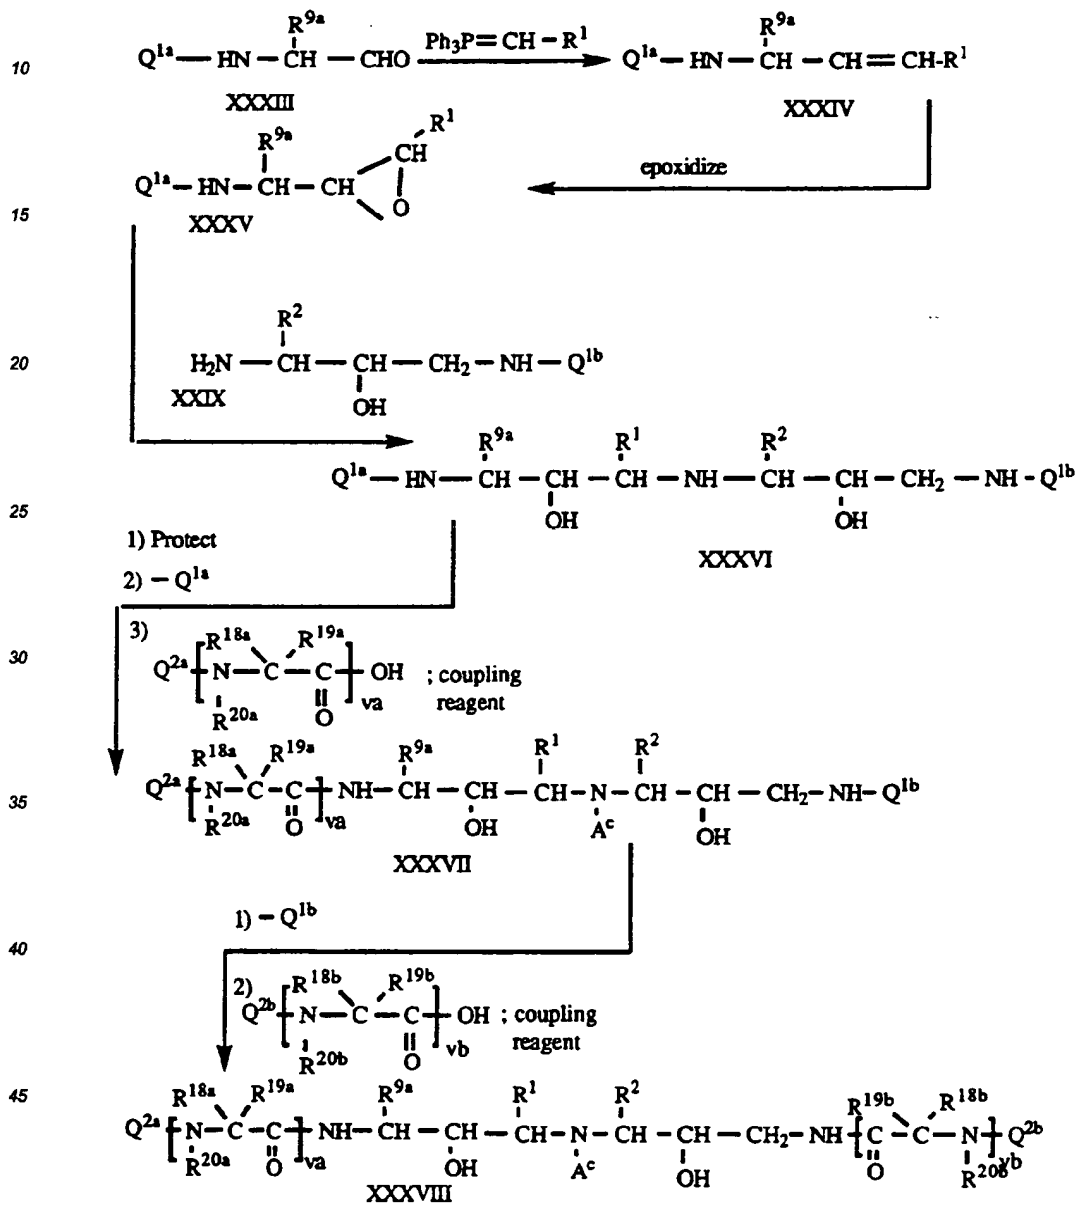 10
Q1a — HN — CH(R9a) — CHO
Ph3P=CH — R1
Q1a — HN — CH(R9a) — CH=CH-R1
XXXIII
XXXIV
R9a R1
Q1a — HN — CH — CH CH O
epoxidize
15
XXXV
R2
20
H2N — CH — CH — CH2 — NH — Q1b
XXIX
OH
R9a R1 R2
Q1a — HN — CH — CH — CH — NH — CH — CH — CH2 — NH - Q1b
OH OH
25
1) Protect
XXXVI
2) — Q1a
3)
30
R18a R19a
Q2a [ N — C — C ]va OH ; coupling
R20a O reagent
R18a R19a R9a R1 R2
35
Q2a [ N — C — C ]va NH — CH — CH — CH — N — CH — CH — CH2 — NH — Q1b
R20a O OH Ac OH
XXXVII
1) — Q1b
40
2) R18b R19b
Q2b [ N — C — C ]vb OH ; coupling
R20b O reagent
45
R18a R19a R9a R1 R2 R19b R18b
Q2a [ N — C — C ]va NH — CH — CH — CH — N — CH — CH — CH2 — NH [ C — C — N ]vb Q2b
R20a O OH Ac OH O R20b
XXXVIII